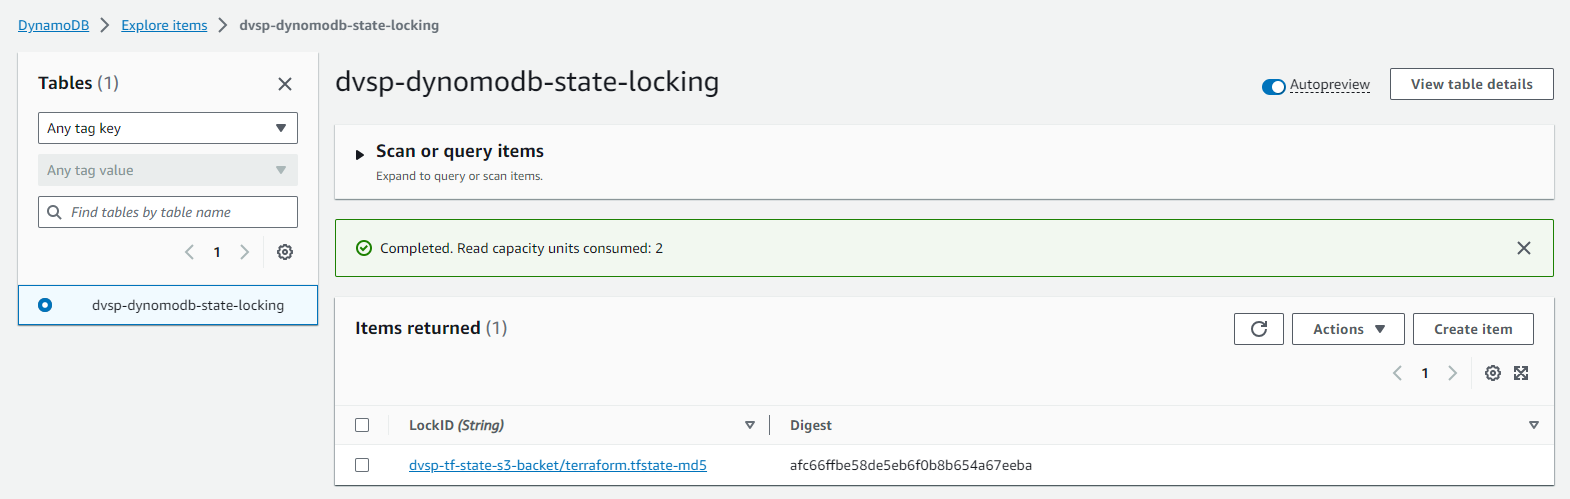 DynamoDB > Explore items > dvsp-dynomodb-state-locking
Tables (1)
Any tag key
Any tag value
Find tables by table name
1
dvsp-dynomodb-state-locking
dvsp-dynomodb-state-locking
Autopreview
View table details
Scan or query items
Expand to query or scan items.
Completed. Read capacity units consumed: 2
Items returned (1)
Actions
Create item
1
LockID (String) Digest
dvsp-tf-state-s3-backet/terraform.tfstate-md5 afc66ffbe58de5eb6f0b8b654a67eeba